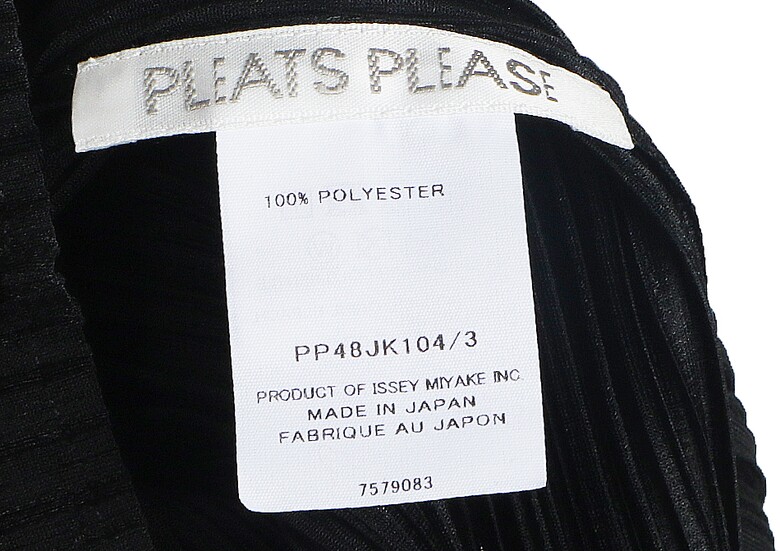 PLEATS PLEASE
100% POLYESTER
PP48JK104/3
PRODUCT OF ISSEY MIYAKE INC.
MADE IN JAPAN
FABRIQUE AU JAPON
7579083